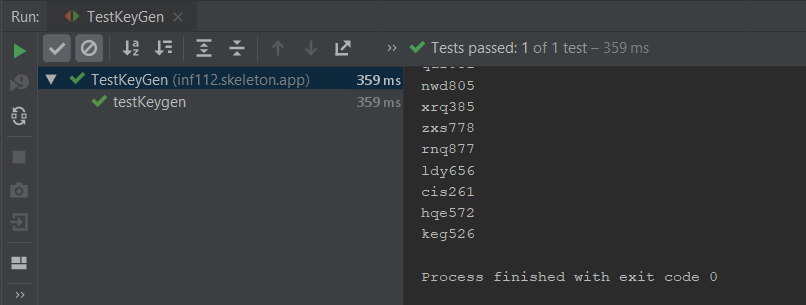 Run: TestKeyGen
Tests passed: 1 of 1 test – 359 ms
TestKeyGen (inf112.skeleton.app) 359 ms
testKeygen 359 ms
nwd805
xrq385
zxs778
rnq877
ldy656
cis261
hqe572
keg526
Process finished with exit code 0